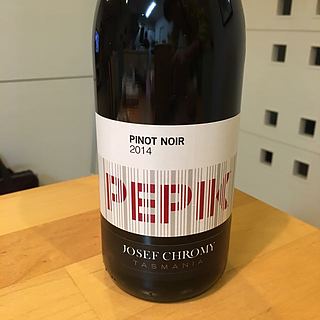 PINOT NOIR
2014
PEPIK
JOSEF CHROMY
TASMANIA